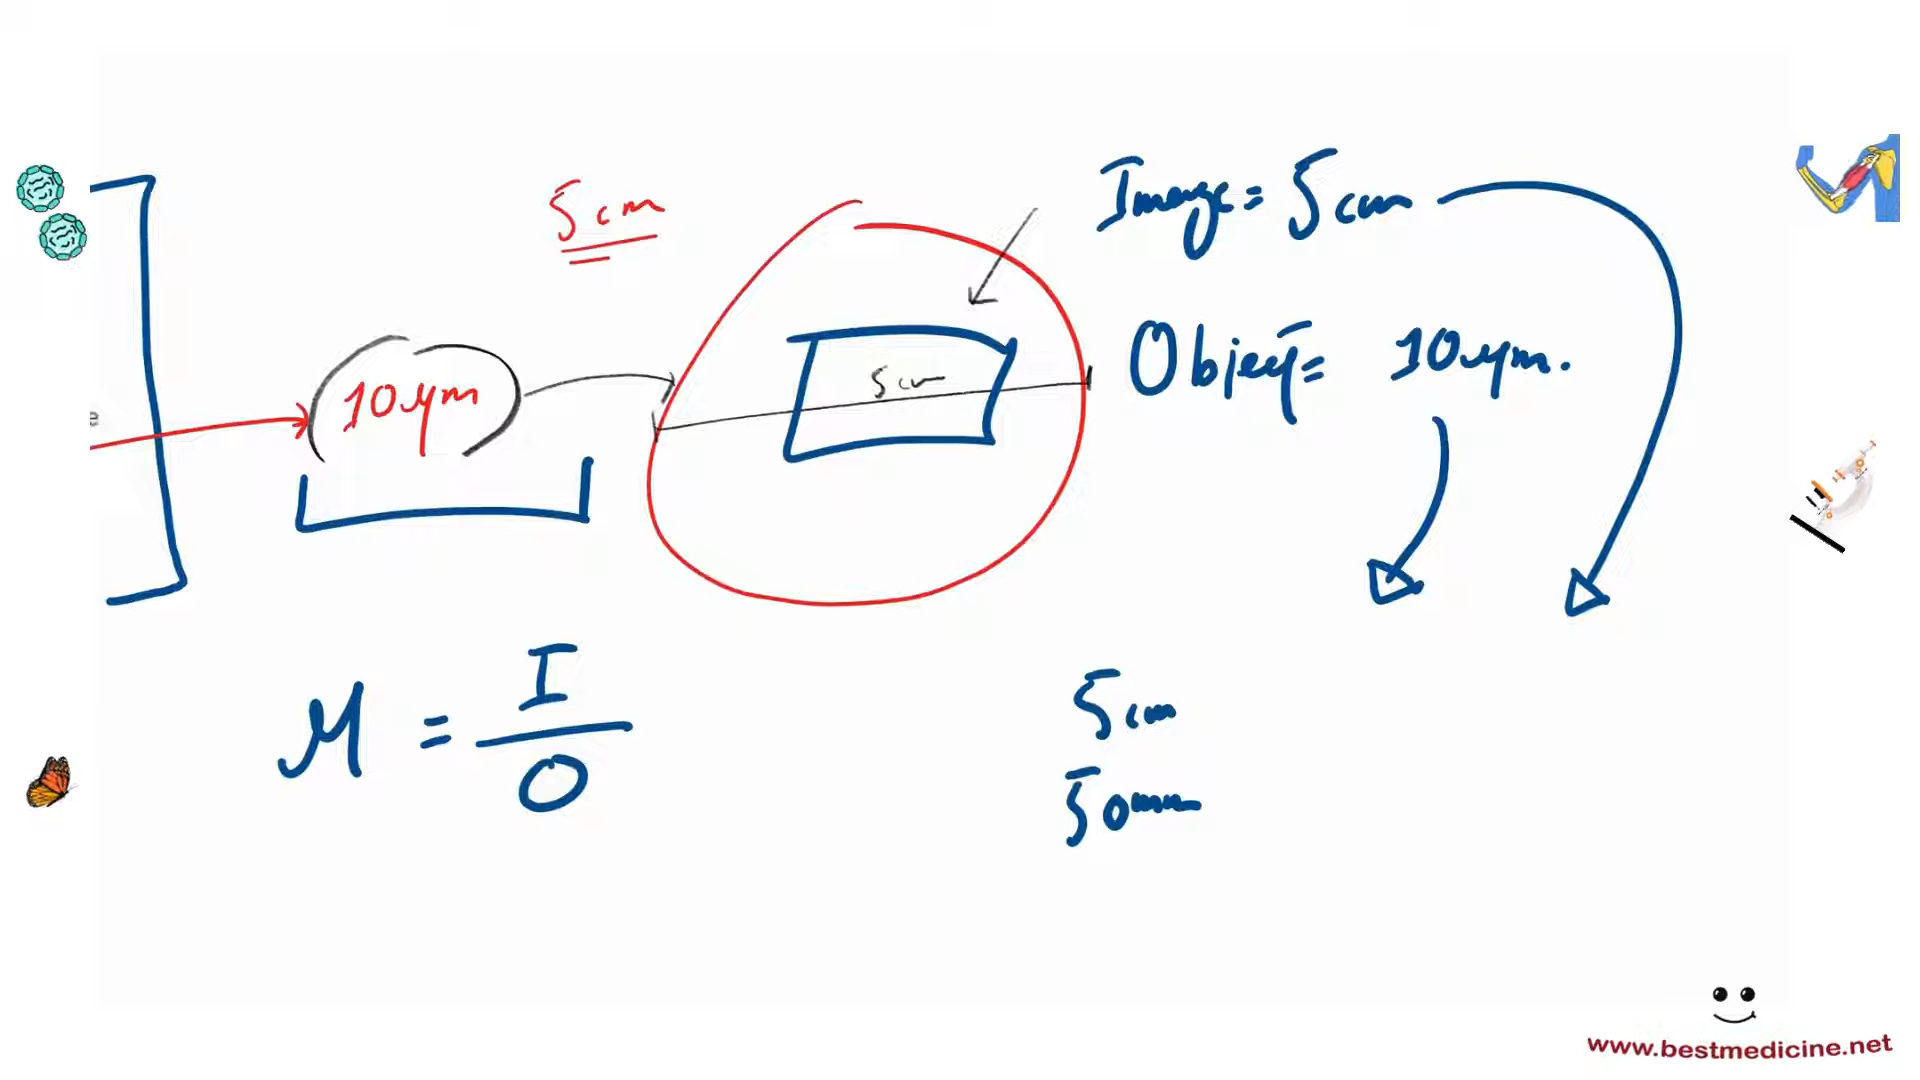 5cm
Image= 5cm
10µm
5cm
Object= 10µm.
M = I
O
5cm
50mm
www.bestmedicine.net